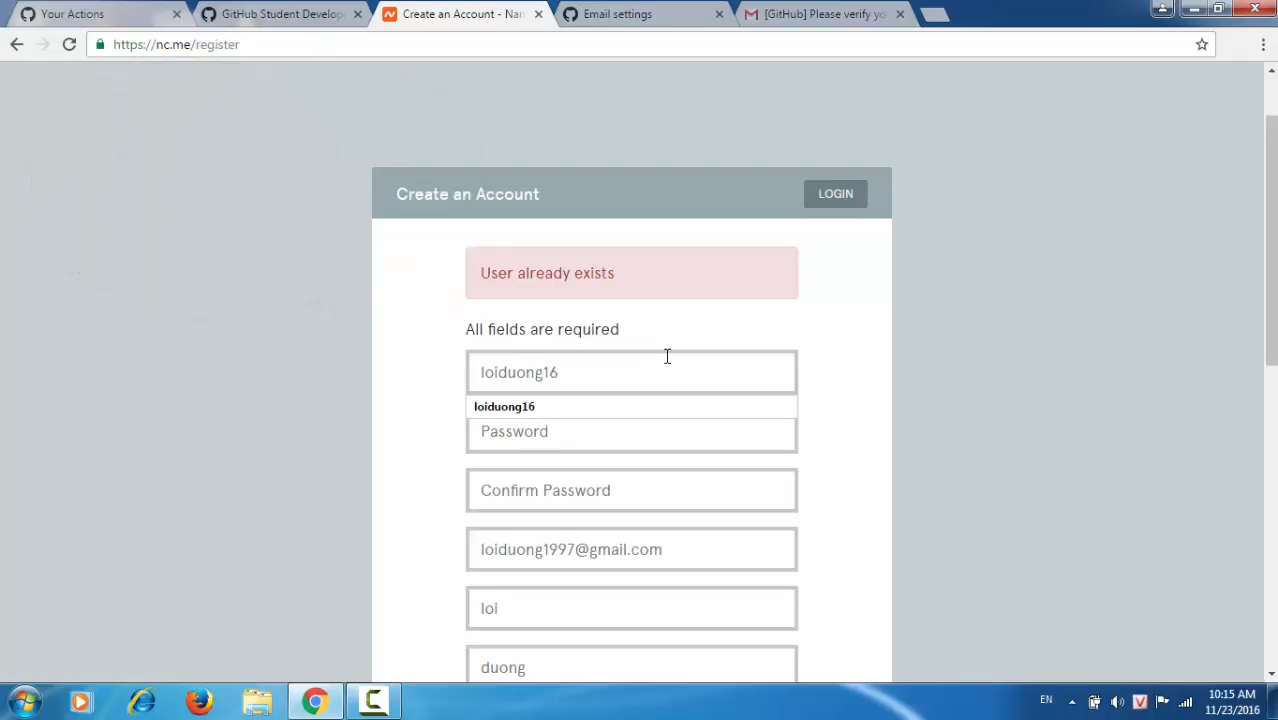 Your Actions
GitHub Student Develop
Create an Account - Nan
Email settings
[GitHub] Please verify yo
https://nc.me/register
Create an Account
LOGIN
User already exists
All fields are required
loiduong16
loiduong16
Password
Confirm Password
loiduong1997@gmail.com
loi
duong
EN
10:15 AM
11/23/2016